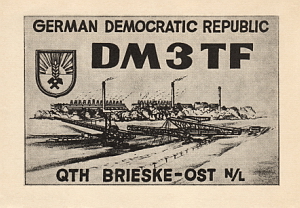 GERMAN DEMOCRATIC REPUBLIC
DM3TF
QTH BRIESKE-OST N/L